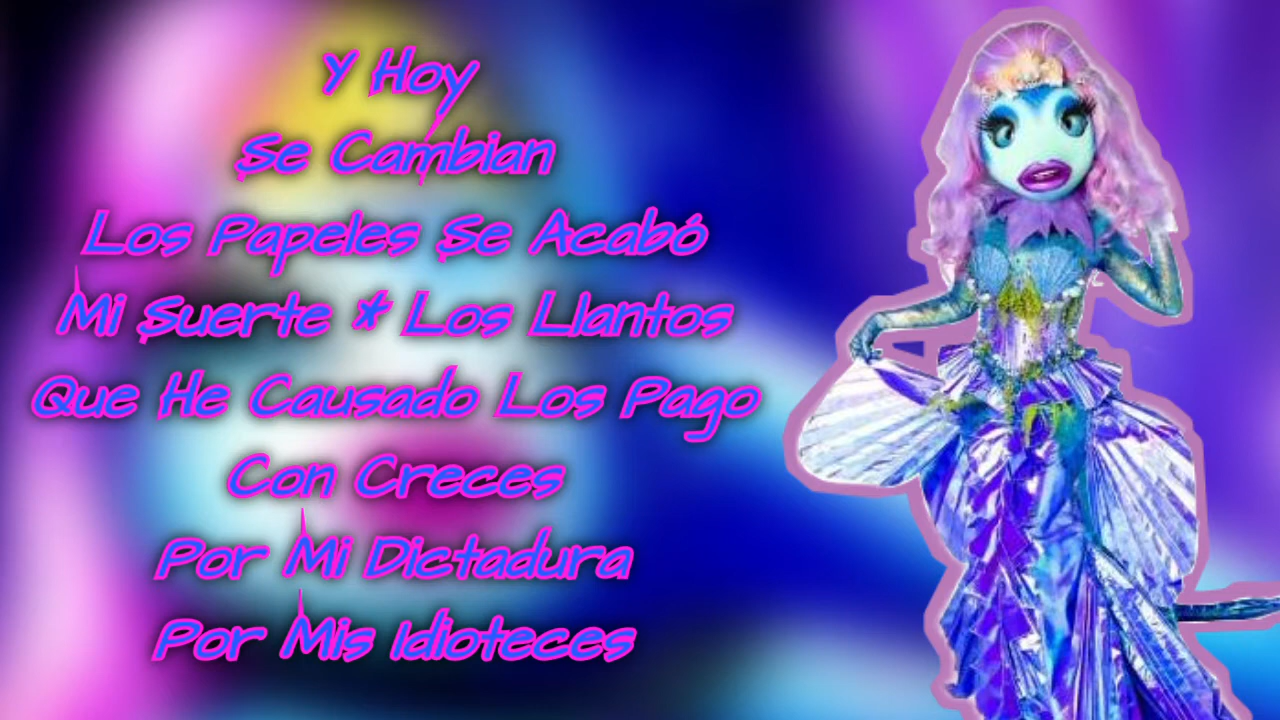 Y Hoy
Se Cambian
Los Papeles Se Acabó
Mi Suerte * Los Llantos
Que He Causado Los Pago
Con Creces
Por Mi Dictadura
Por Mis Idioteces